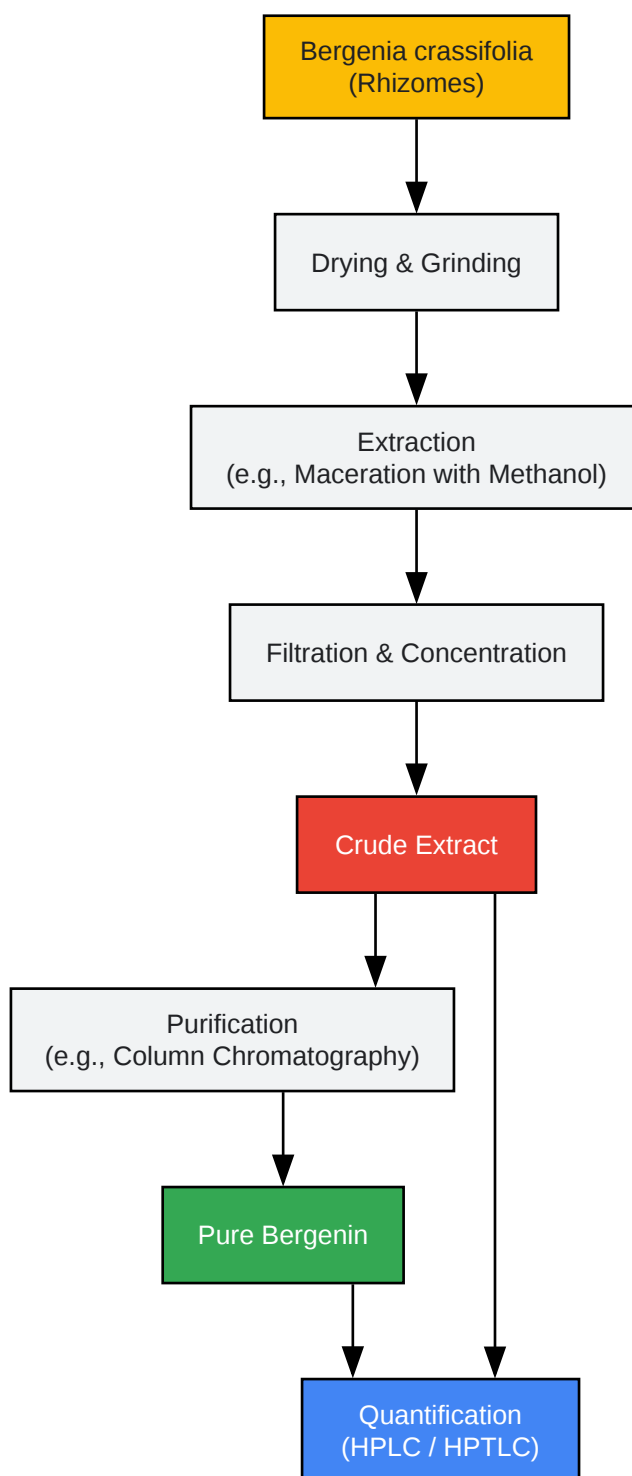 Bergenia crassifolia
(Rhizomes)
Drying & Grinding
Extraction
(e.g., Maceration with Methanol)
Filtration & Concentration
Crude Extract
Purification
(e.g., Column Chromatography)
Pure Bergenin
Quantification
(HPLC / HPTLC)